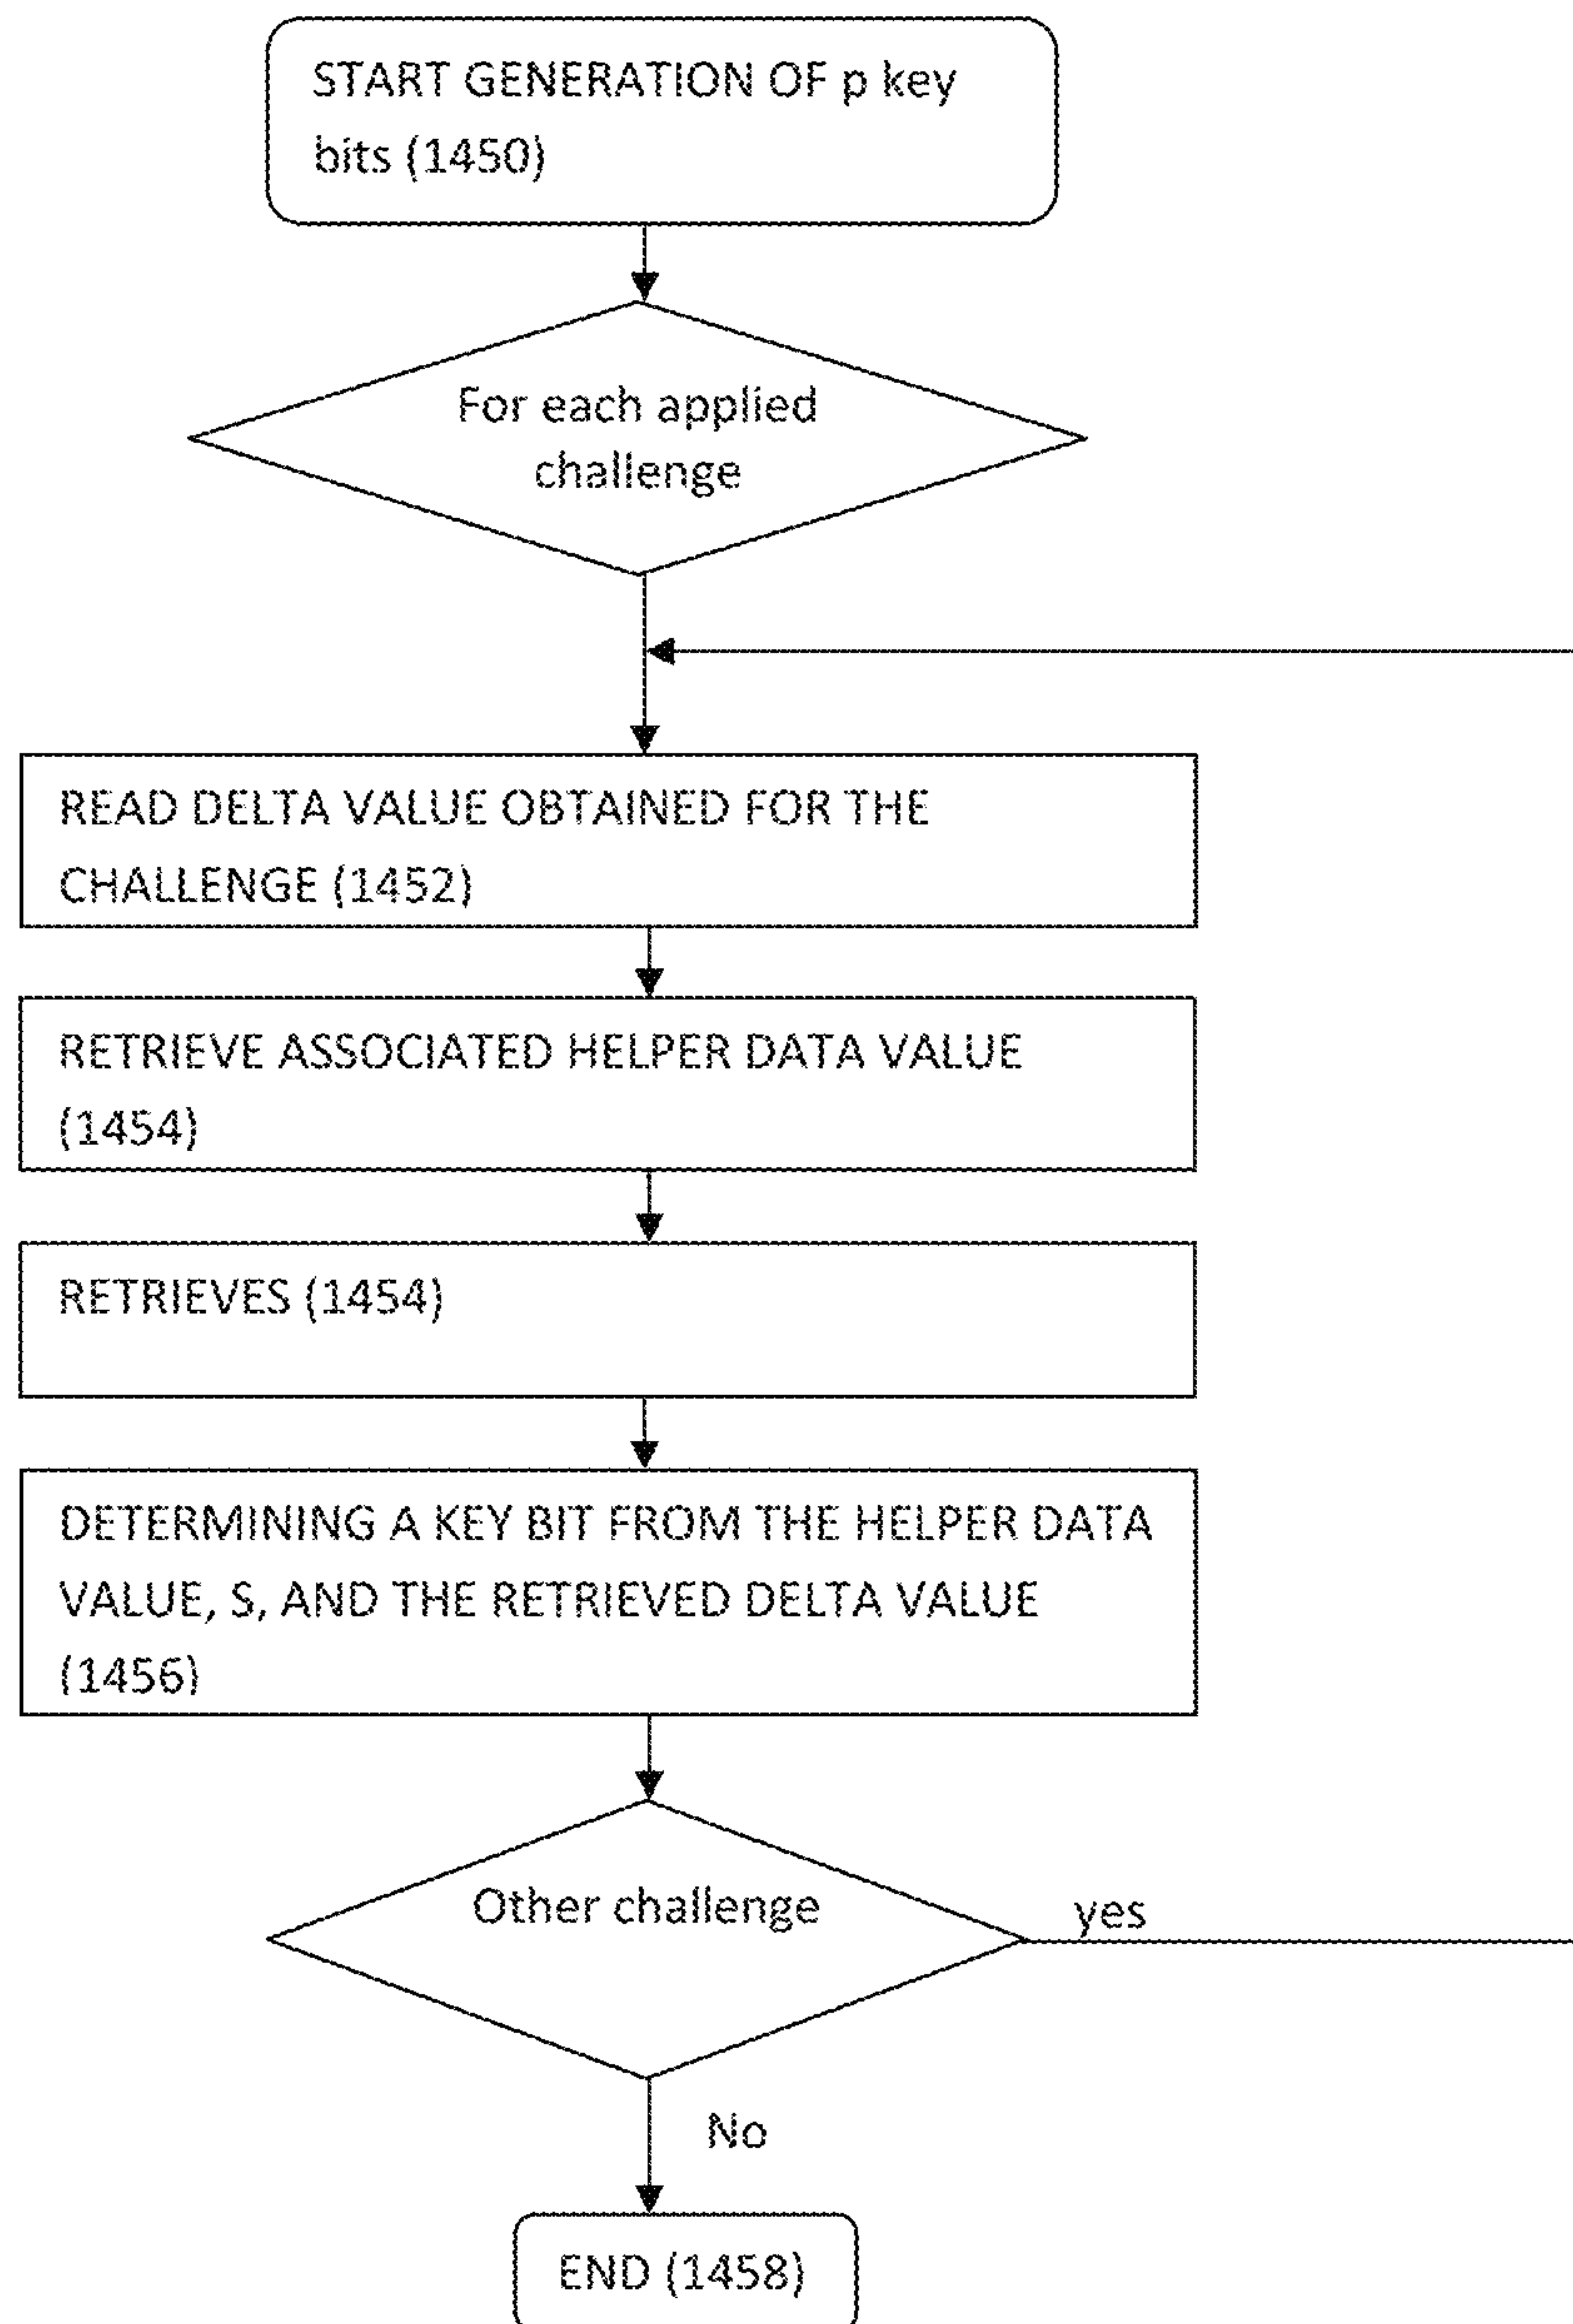 START GENERATION OF p key
bits (1450)
For each applied
challenge
READ DELTA VALUE OBTAINED FOR THE
CHALLENGE (1452)
RETRIEVE ASSOCIATED HELPER DATA VALUE
(1454)
RETRIEVES (1454)
DETERMINING A KEY BIT FROM THE HELPER DATA
VALUE, S, AND THE RETRIEVED DELTA VALUE
(1456)
Other challenge
yes
No
END (1458)